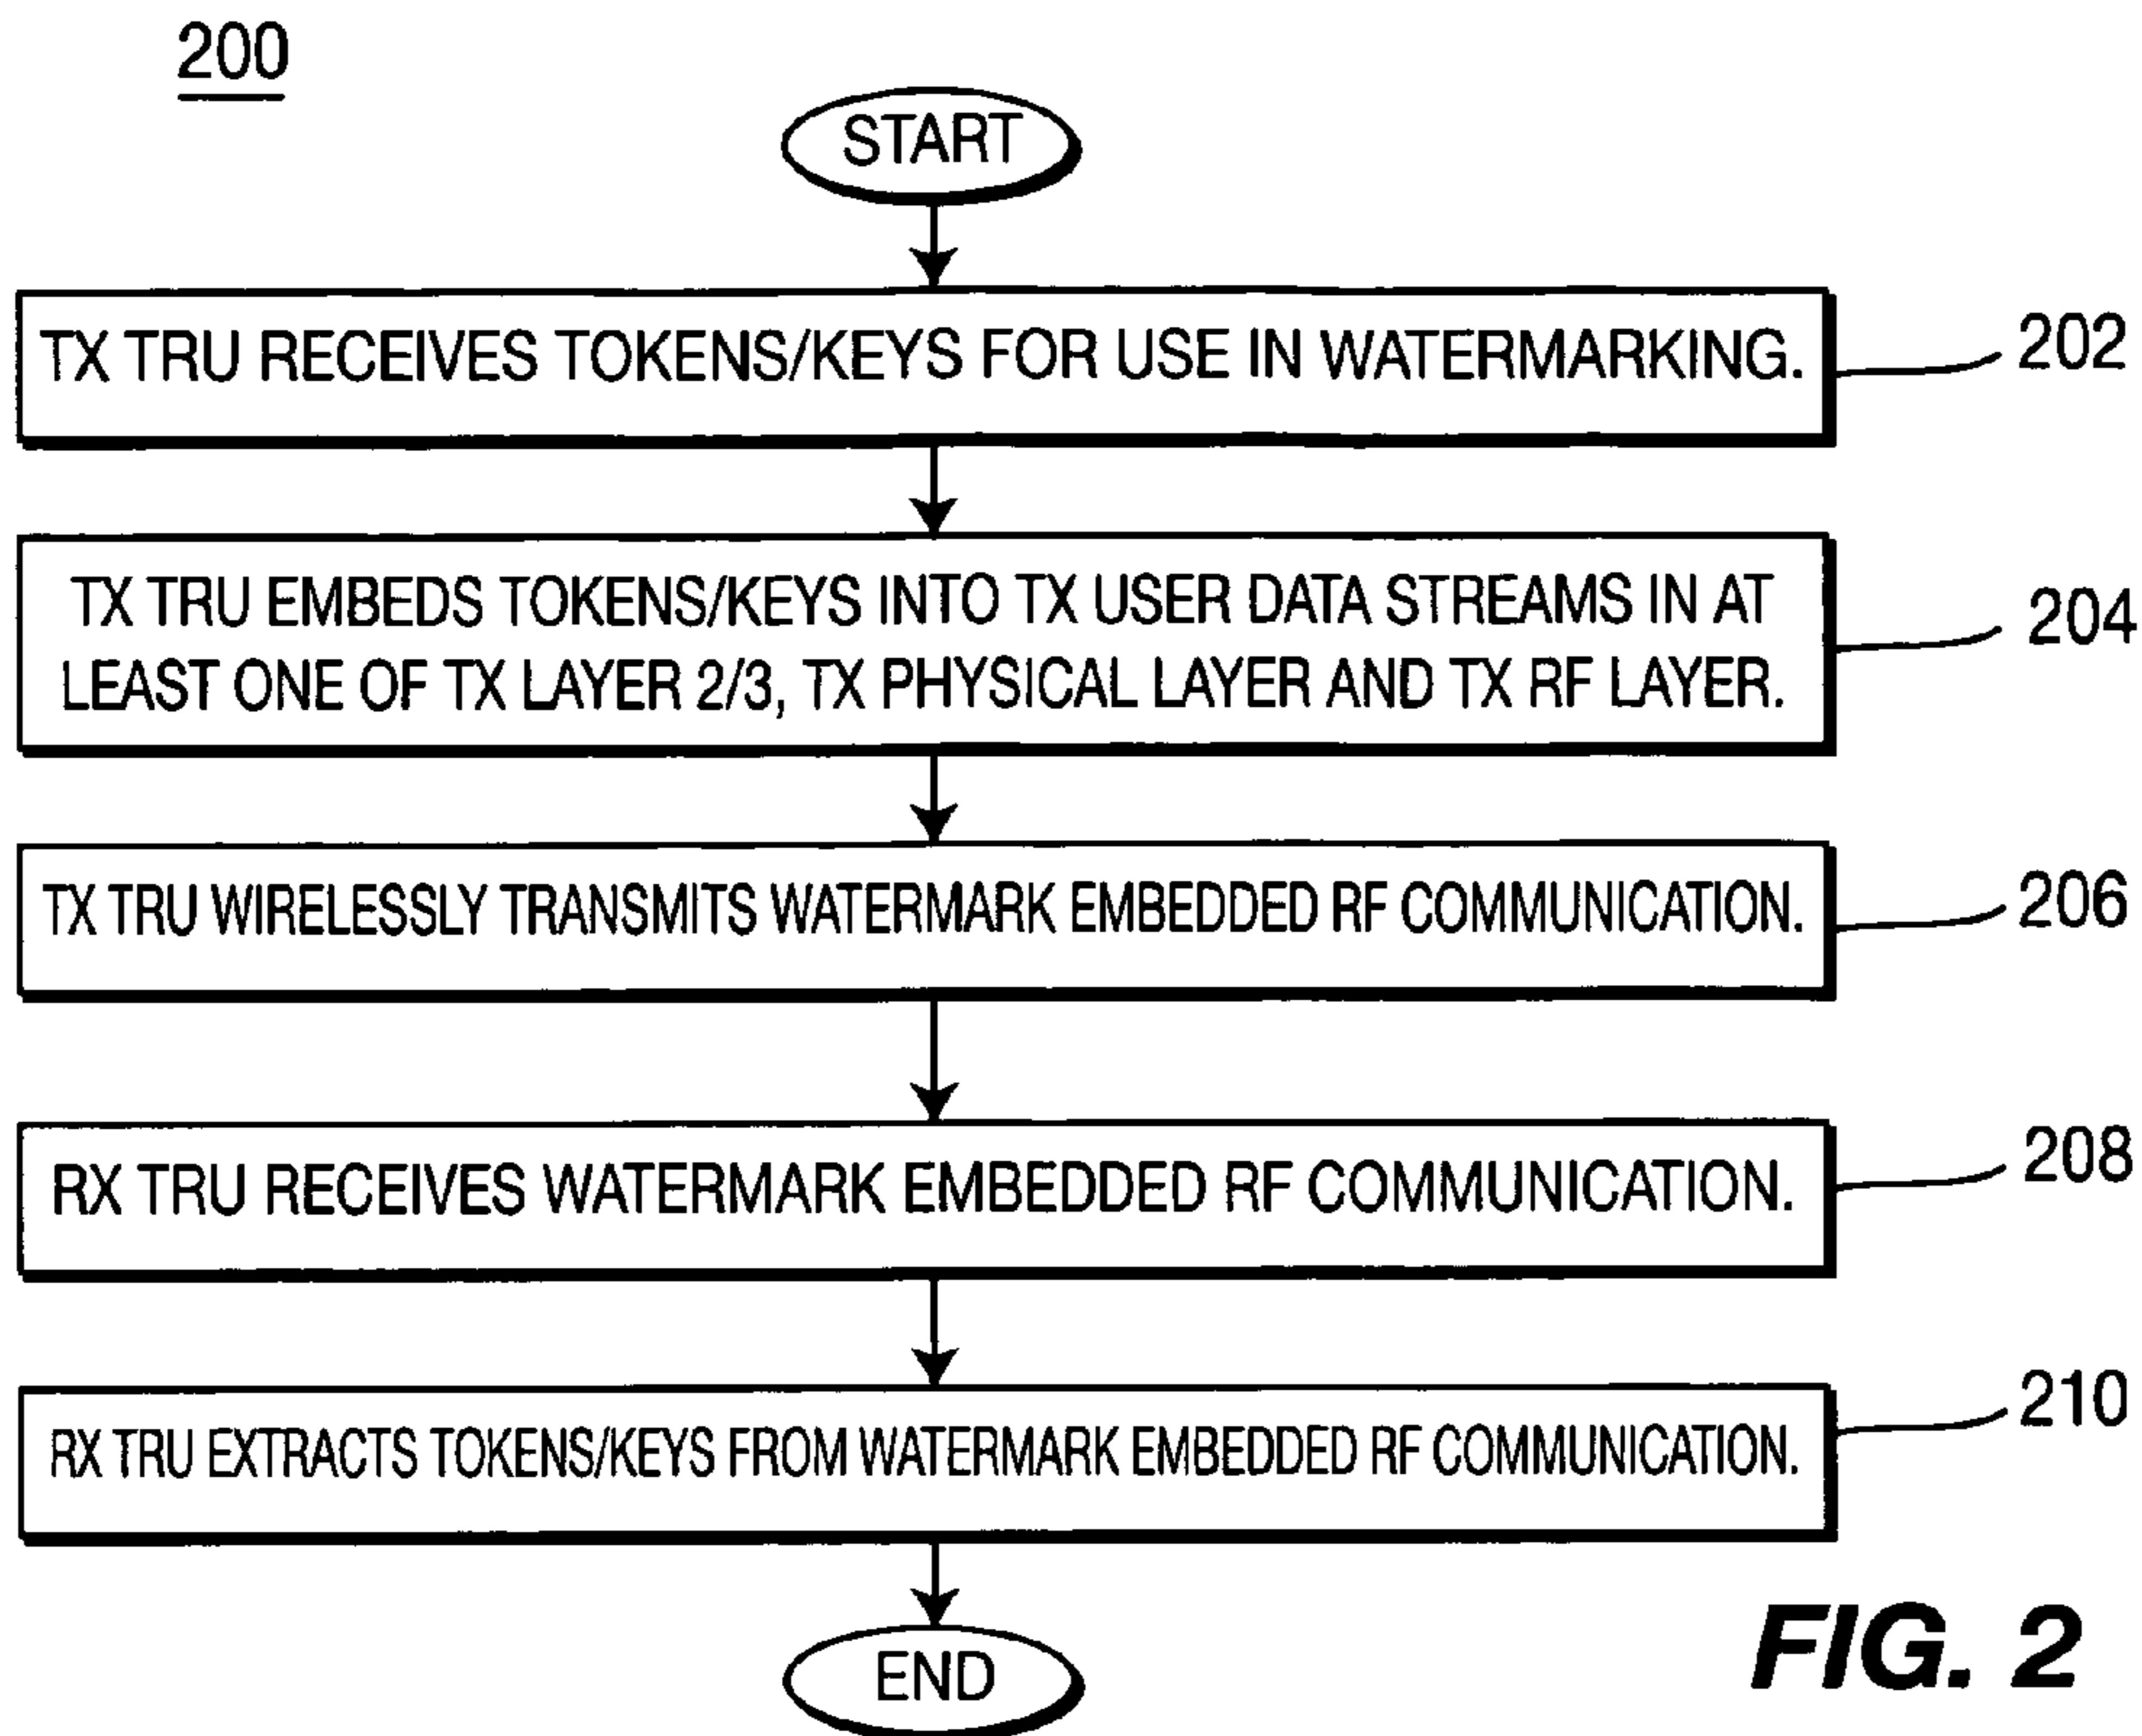 200
START
TX TRU RECEIVES TOKENS/KEYS FOR USE IN WATERMARKING.
202
TX TRU EMBEDS TOKENS/KEYS INTO TX USER DATA STREAMS IN AT
LEAST ONE OF TX LAYER 2/3, TX PHYSICAL LAYER AND TX RF LAYER.
204
TX TRU WIRELESSLY TRANSMITS WATERMARK EMBEDDED RF COMMUNICATION.
206
RX TRU RECEIVES WATERMARK EMBEDDED RF COMMUNICATION.
208
RX TRU EXTRACTS TOKENS/KEYS FROM WATERMARK EMBEDDED RF COMMUNICATION.
210
END
FIG. 2